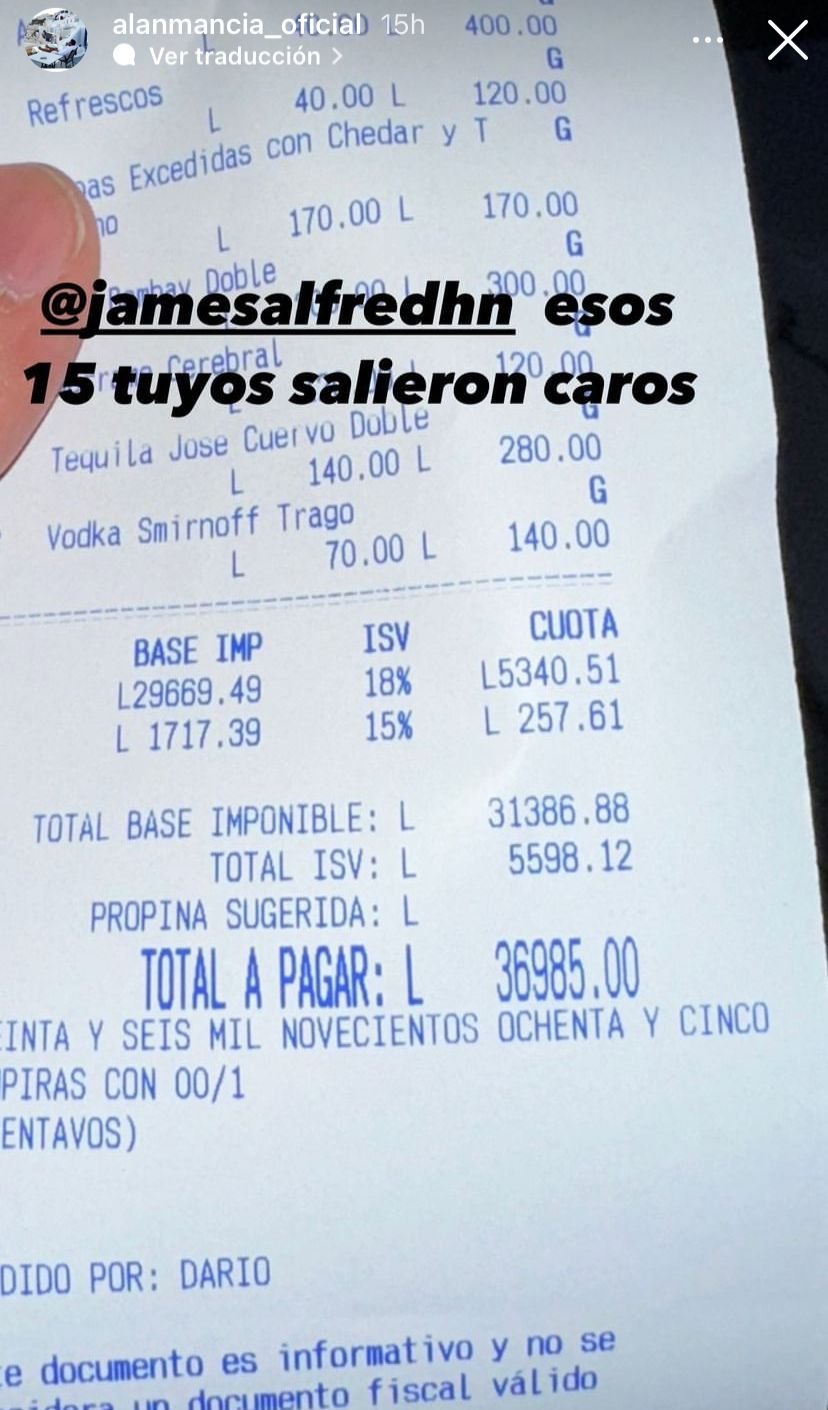 alanmancia_oficial 15h
Ver traducción >
L 400.00
G
Refrescos
L 40.00 L 120.00
Excedidas con Chedar y T G
L 170.00 L 170.00
G
Doble
300.00
@jamesalfredhn esos
Cerebral
120.00
15 tuyos salieron caros
G
Tequila Jose Cuervo Doble
L 140.00 L 280.00
G
Vodka Smirnoff Trago
L 70.00 L 140.00
BASE IMP ISV CUOTA
L29669.49 18% L5340.51
L 1717.39 15% L 257.61
TOTAL BASE IMPONIBLE: L 31386.88
TOTAL ISV: L 5598.12
PROPINA SUGERIDA: L
TOTAL A PAGAR: L 36985.00
INTA Y SEIS MIL NOVECIENTOS OCHENTA Y CINCO
PIRAS CON 00/1
ENTAVOS)
DIDO POR: DARIO
e documento es informativo y no se
un documento fiscal válido